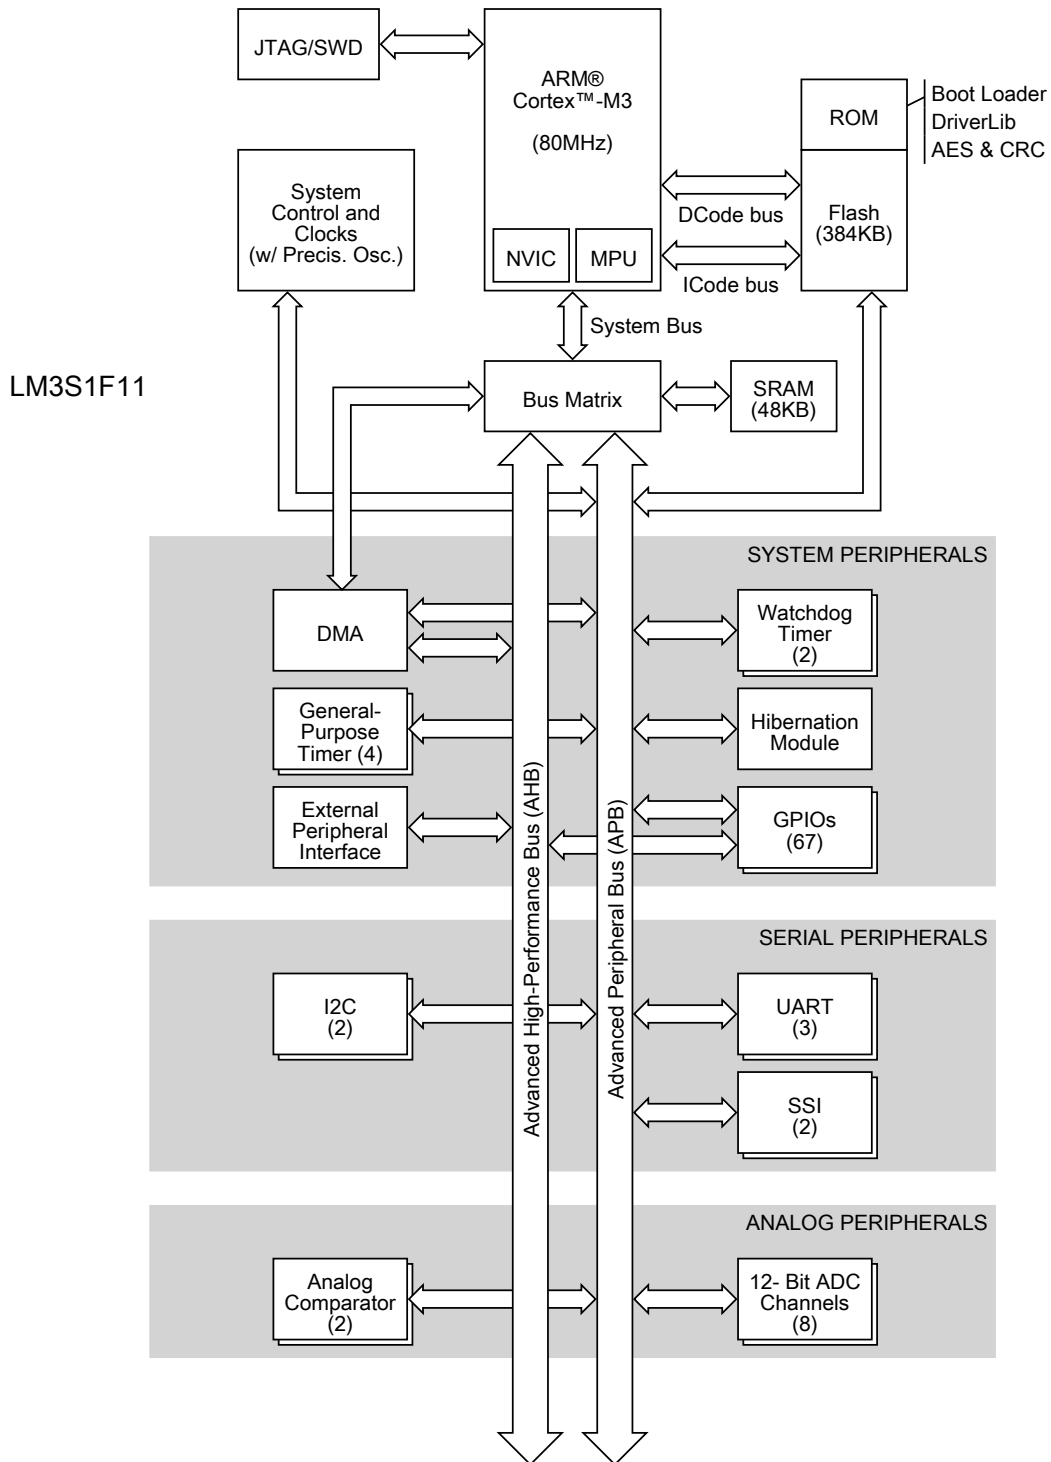 JTAG/SWD
ARM®
Cortex™-M3
(80MHz)
NVIC
MPU
ROM
Boot Loader
DriverLib
AES & CRC
Flash
(384KB)
DCode bus
ICode bus
System
Control and
Clocks
(w/ Precis. Osc.)
System Bus
LM3S1F11
Bus Matrix
SRAM
(48KB)
Advanced High-Performance Bus (AHB)
Advanced Peripheral Bus (APB)
SYSTEM PERIPHERALS
DMA
Watchdog
Timer
(2)
General-
Purpose
Timer (4)
Hibernation
Module
External
Peripheral
Interface
GPIOs
(67)
SERIAL PERIPHERALS
I2C
(2)
UART
(3)
SSI
(2)
ANALOG PERIPHERALS
Analog
Comparator
(2)
12- Bit ADC
Channels
(8)